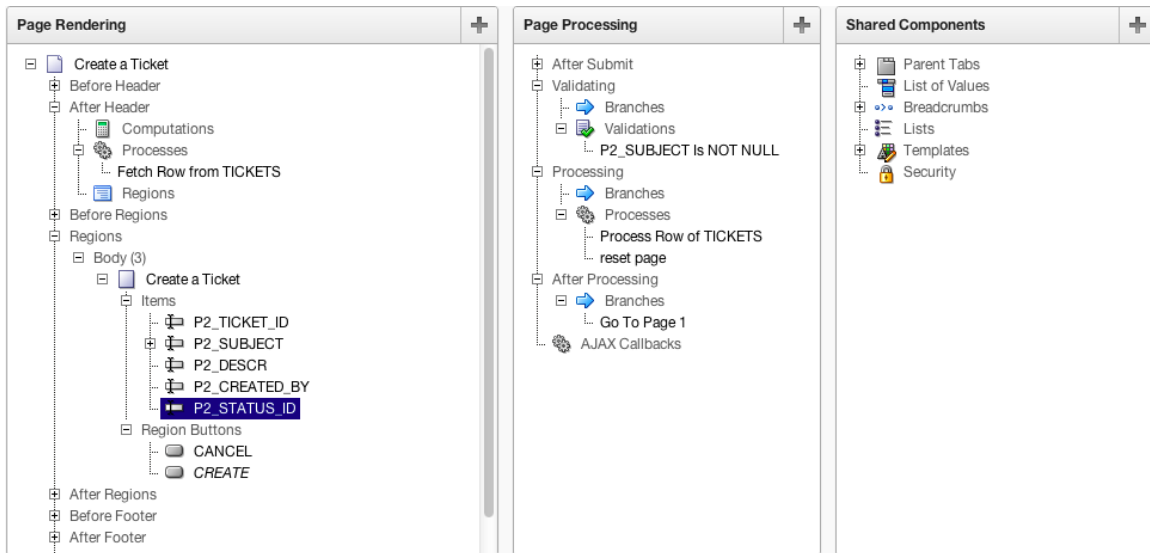 Page Rendering
Create a Ticket
Before Header
After Header
Computations
Processes
Fetch Row from TICKETS
Regions
Before Regions
Regions
Body (3)
Create a Ticket
Items
P2_TICKET_ID
P2_SUBJECT
P2_DESCR
P2_CREATED_BY
P2_STATUS_ID
Region Buttons
CANCEL
CREATE
After Regions
Before Footer
After Footer
Page Processing
After Submit
Validating
Branches
Validations
P2_SUBJECT Is NOT NULL
Processing
Branches
Processes
Process Row of TICKETS
reset page
After Processing
Branches
Go To Page 1
AJAX Callbacks
Shared Components
Parent Tabs
List of Values
Breadcrumbs
Lists
Templates
Security